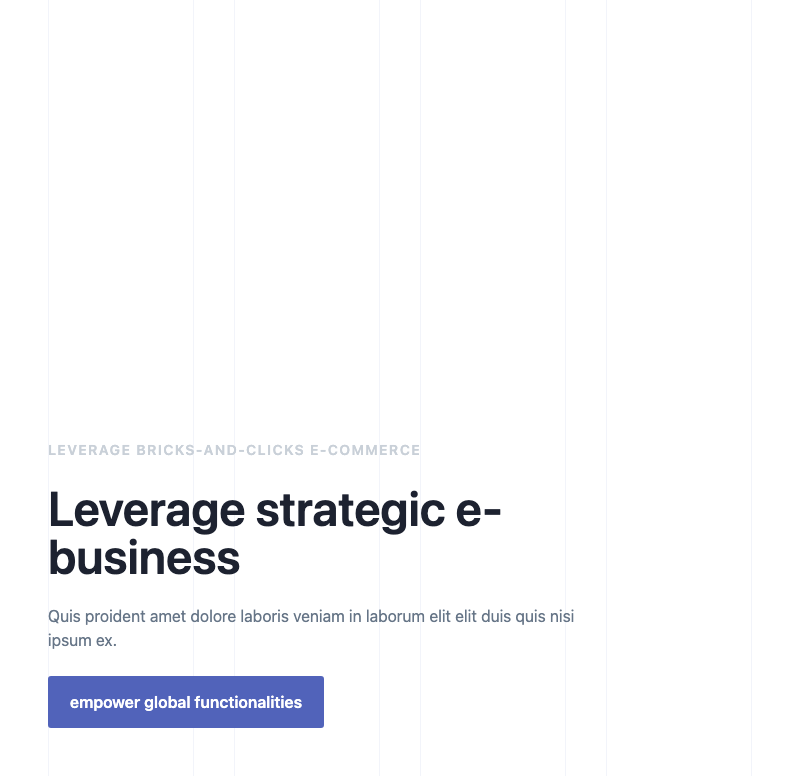 LEVERAGE BRICKS-AND-CLICKS E-COMMERCE
Leverage strategic e-
business
Quis proident amet dolore laboris veniam in laborum elit elit duis quis nisi
ipsum ex.
empower global functionalities